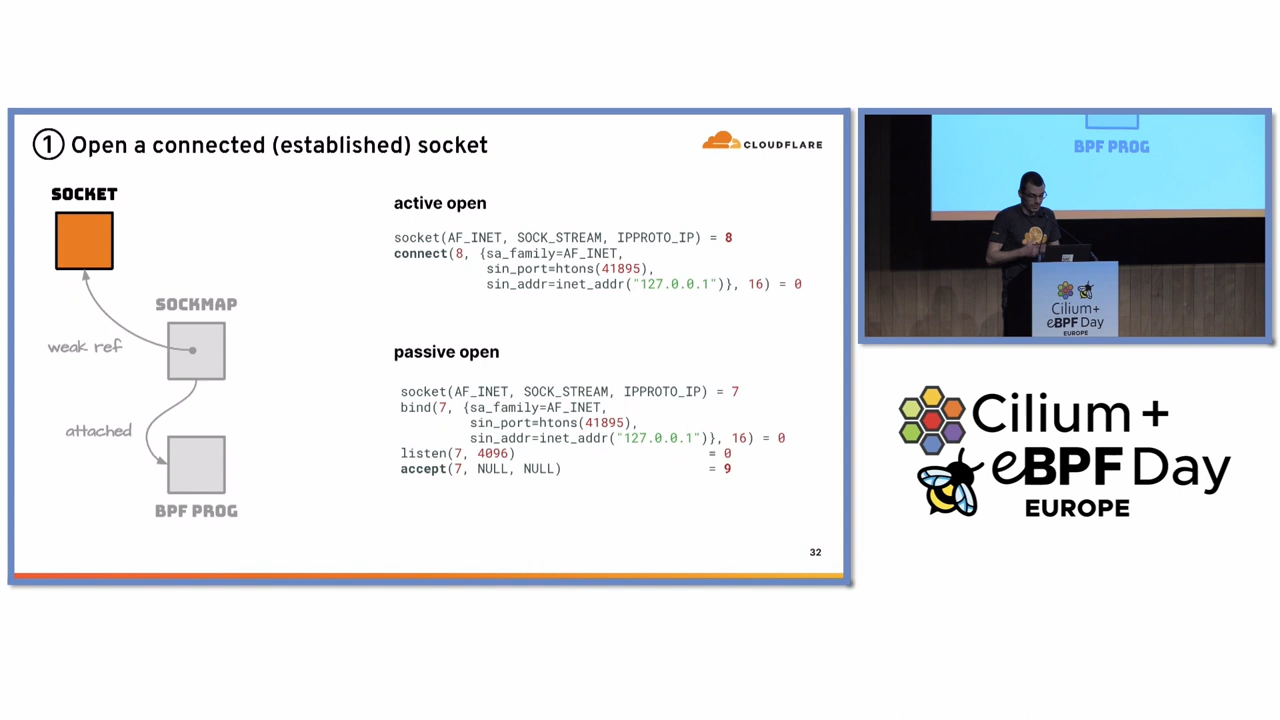 ① Open a connected (established) socket
CLOUDFLARE
SOCKET
SOCKMAP
weak ref
attached
BPF PROG
active open
socket(AF_INET, SOCK_STREAM, IPPROTO_IP) = 8
connect(8, {sa_family=AF_INET,
sin_port=htons(41895),
sin_addr=inet_addr("127.0.0.1")}, 16) = 0
passive open
socket(AF_INET, SOCK_STREAM, IPPROTO_IP) = 7
bind(7, {sa_family=AF_INET,
sin_port=htons(41895),
sin_addr=inet_addr("127.0.0.1")}, 16) = 0
listen(7, 4096) = 0
accept(7, NULL, NULL) = 9
32
BPF PROG
Cilium+
eBPF Day
EUROPE
Cilium +
eBPF Day
EUROPE